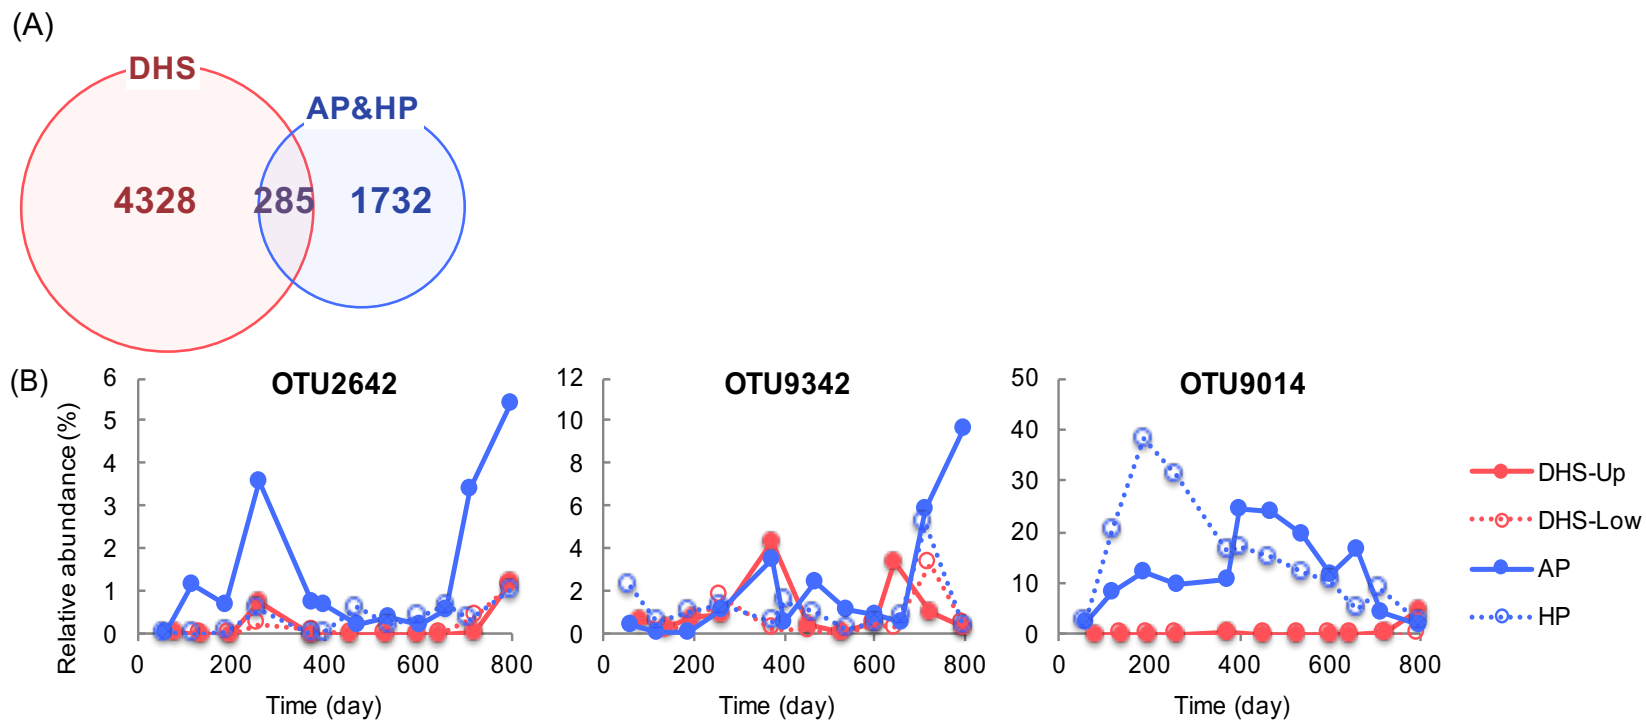 (A)
DHS
AP&HP
4328
285
1732
(B)
OTU2642
Relative abundance (%)
6
5
4
3
2
1
0
0
200
400
600
800
Time (day)
OTU9342
12
10
8
6
4
2
0
0
200
400
600
800
Time (day)
OTU9014
50
40
30
20
10
0
0
200
400
600
800
Time (day)
DHS-Up
DHS-Low
AP
HP